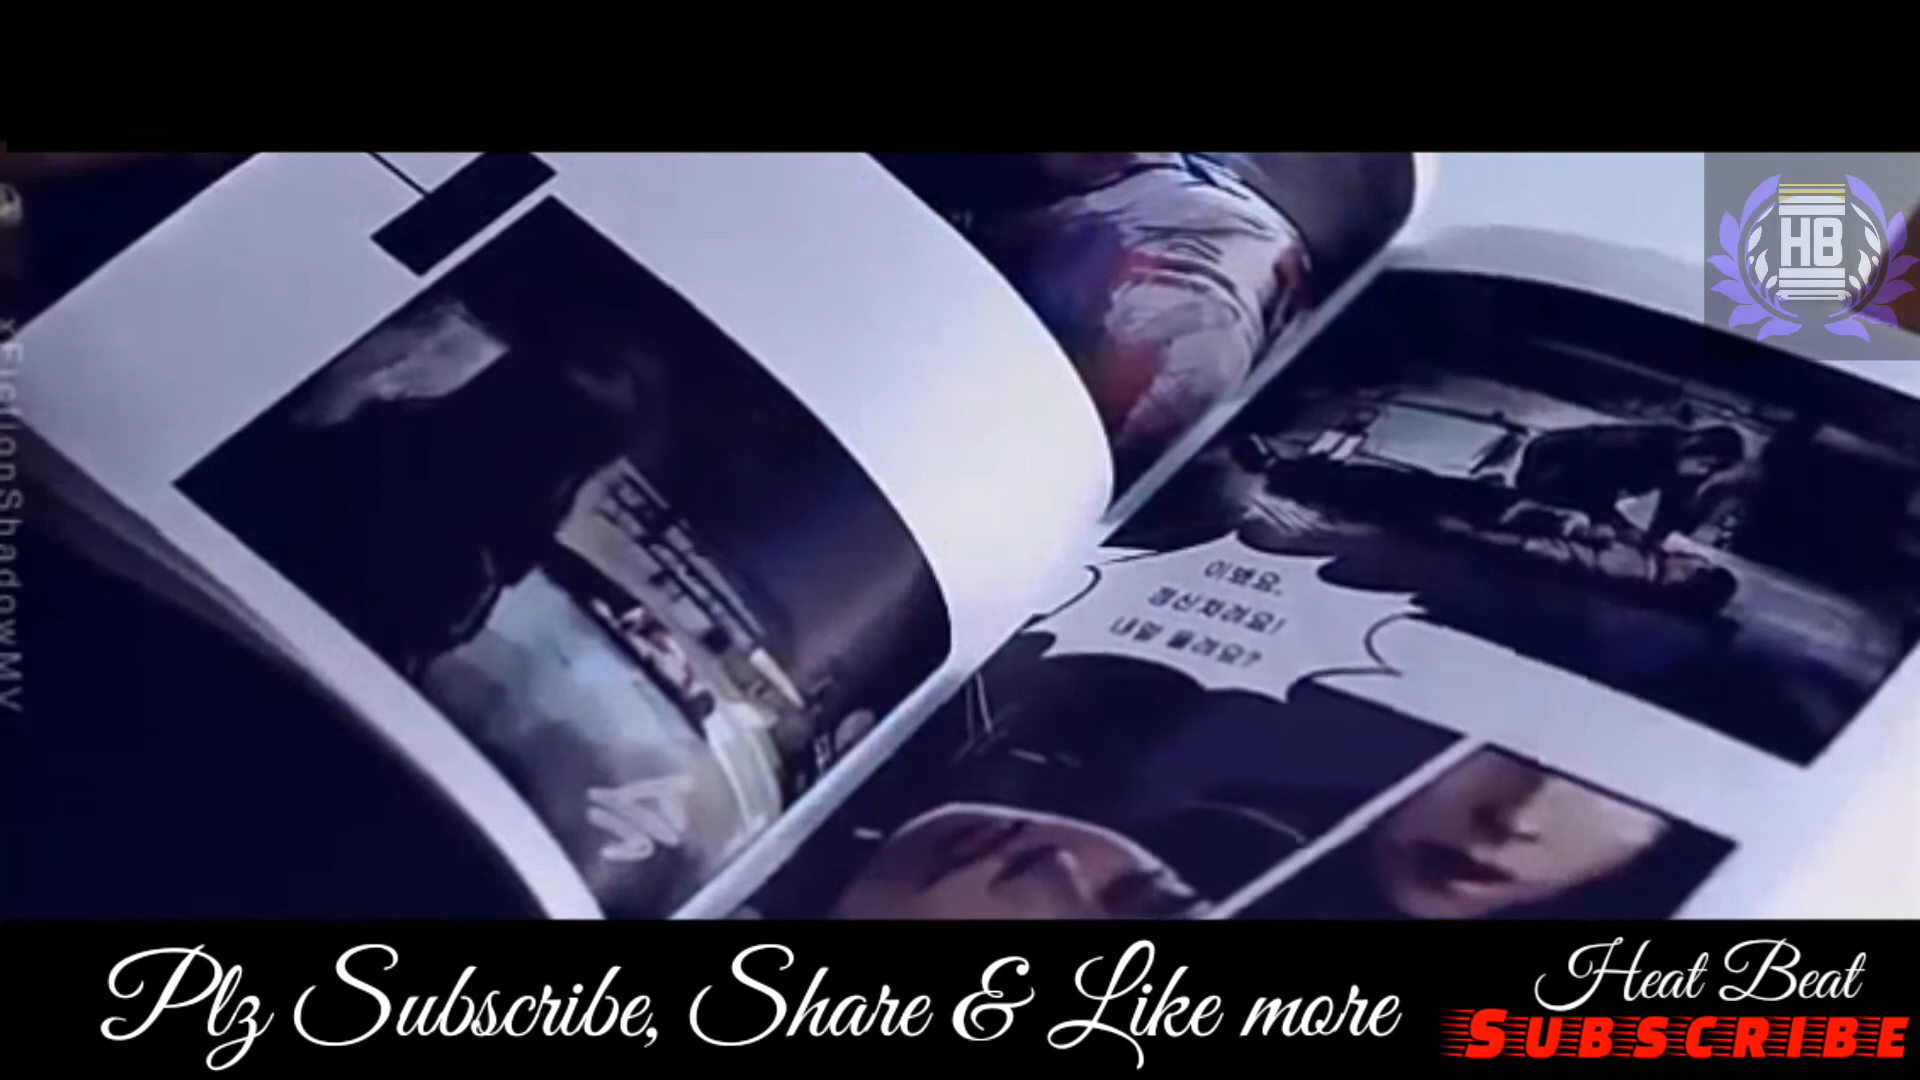 HB
xFictionShadowMV
이봐요,
정신차려요!
내말 들려요?
Plz Subscribe, Share & Like more
Heat Beat
SUBSCRIBE